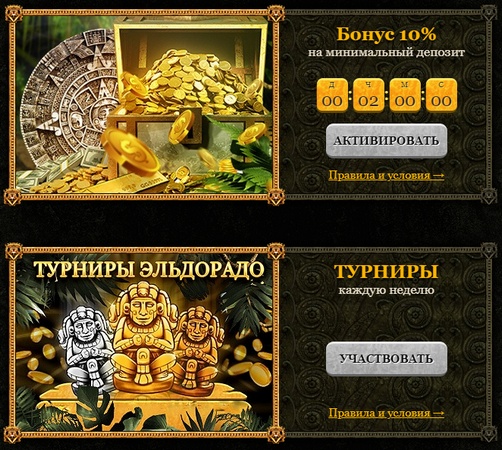 Бонус 10%
на минимальный депозит
Д Ч М С
00 : 02 : 00 : 00
АКТИВИРОВАТЬ
Правила и условия →
ТУРНИРЫ ЭЛЬДОРАДО
ТУРНИРЫ
каждую неделю
УЧАСТВОВАТЬ
Правила и условия →